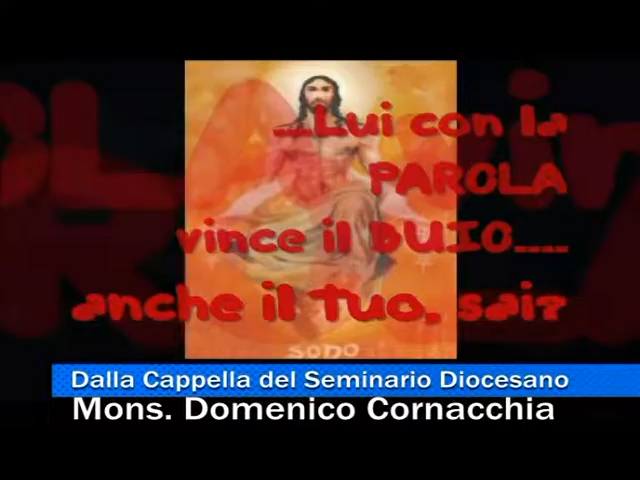 ...Lui con la
PAROLA
vince il BUIO....
anche il Tuo, sai?
SODO
Dalla Cappella del Seminario Diocesano
Mons. Domenico Cornacchia